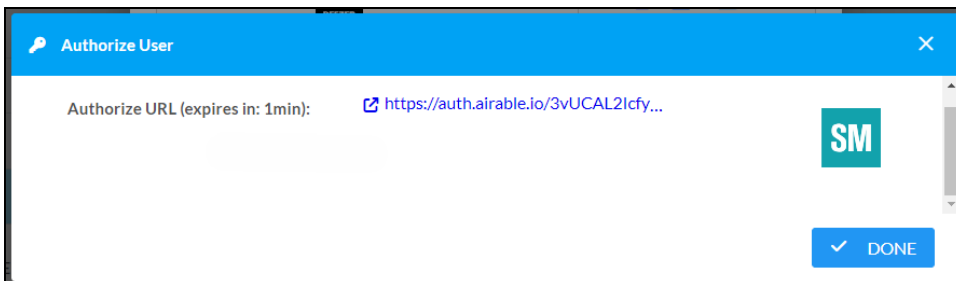 Authorize User
Authorize URL (expires in: 1min): https://auth.airable.io/3vUCAL2Icfy...
SM
DONE